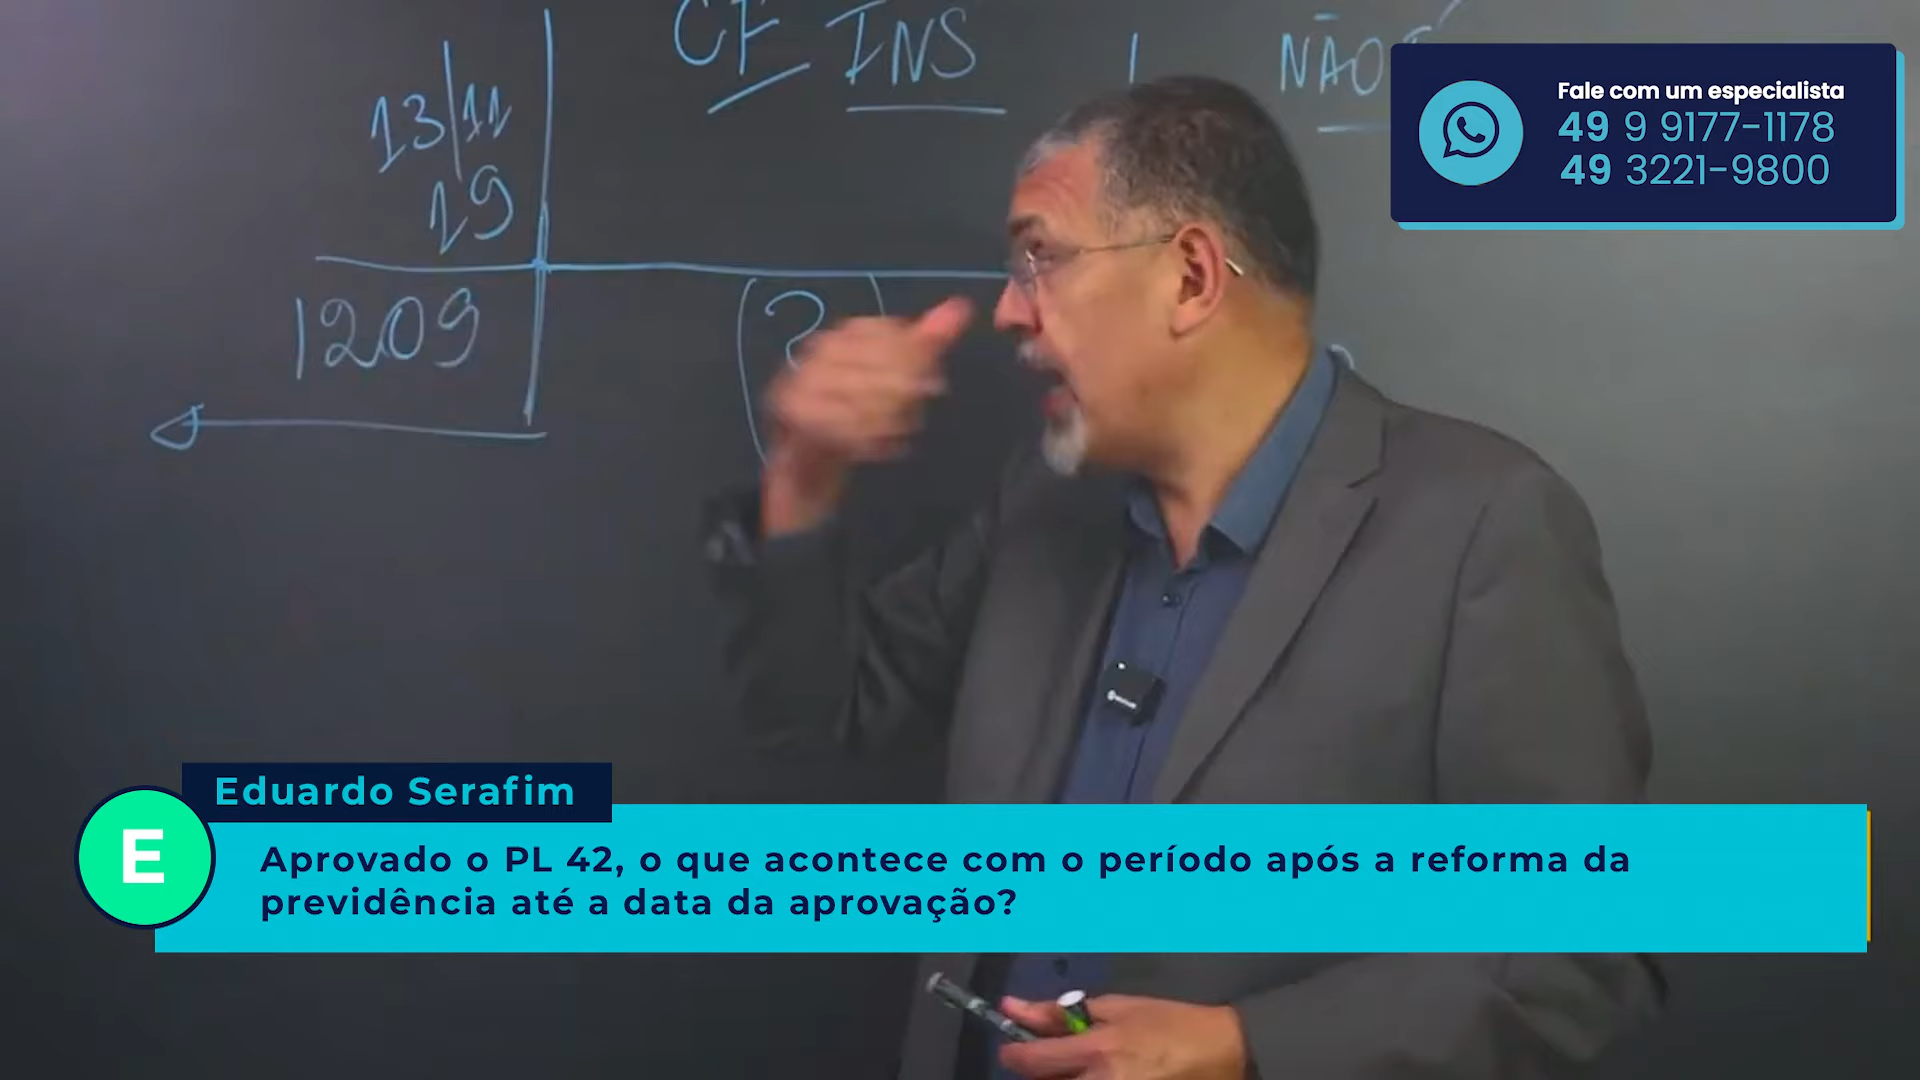 CF INS
NÃO
13/11
19
1209
(?)
Fale com um especialista
49 9 9177-1178
49 3221-9800
Eduardo Serafim
E
Aprovado o PL 42, o que acontece com o período após a reforma da
previdência até a data da aprovação?